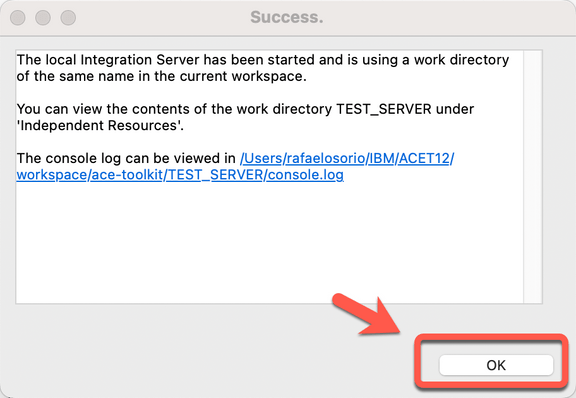 Success.
The local Integration Server has been started and is using a work directory
of the same name in the current workspace.
You can view the contents of the work directory TEST_SERVER under
'Independent Resources'.
The console log can be viewed in /Users/rafaelosorio/IBM/ACET12/
workspace/ace-toolkit/TEST_SERVER/console.log
OK